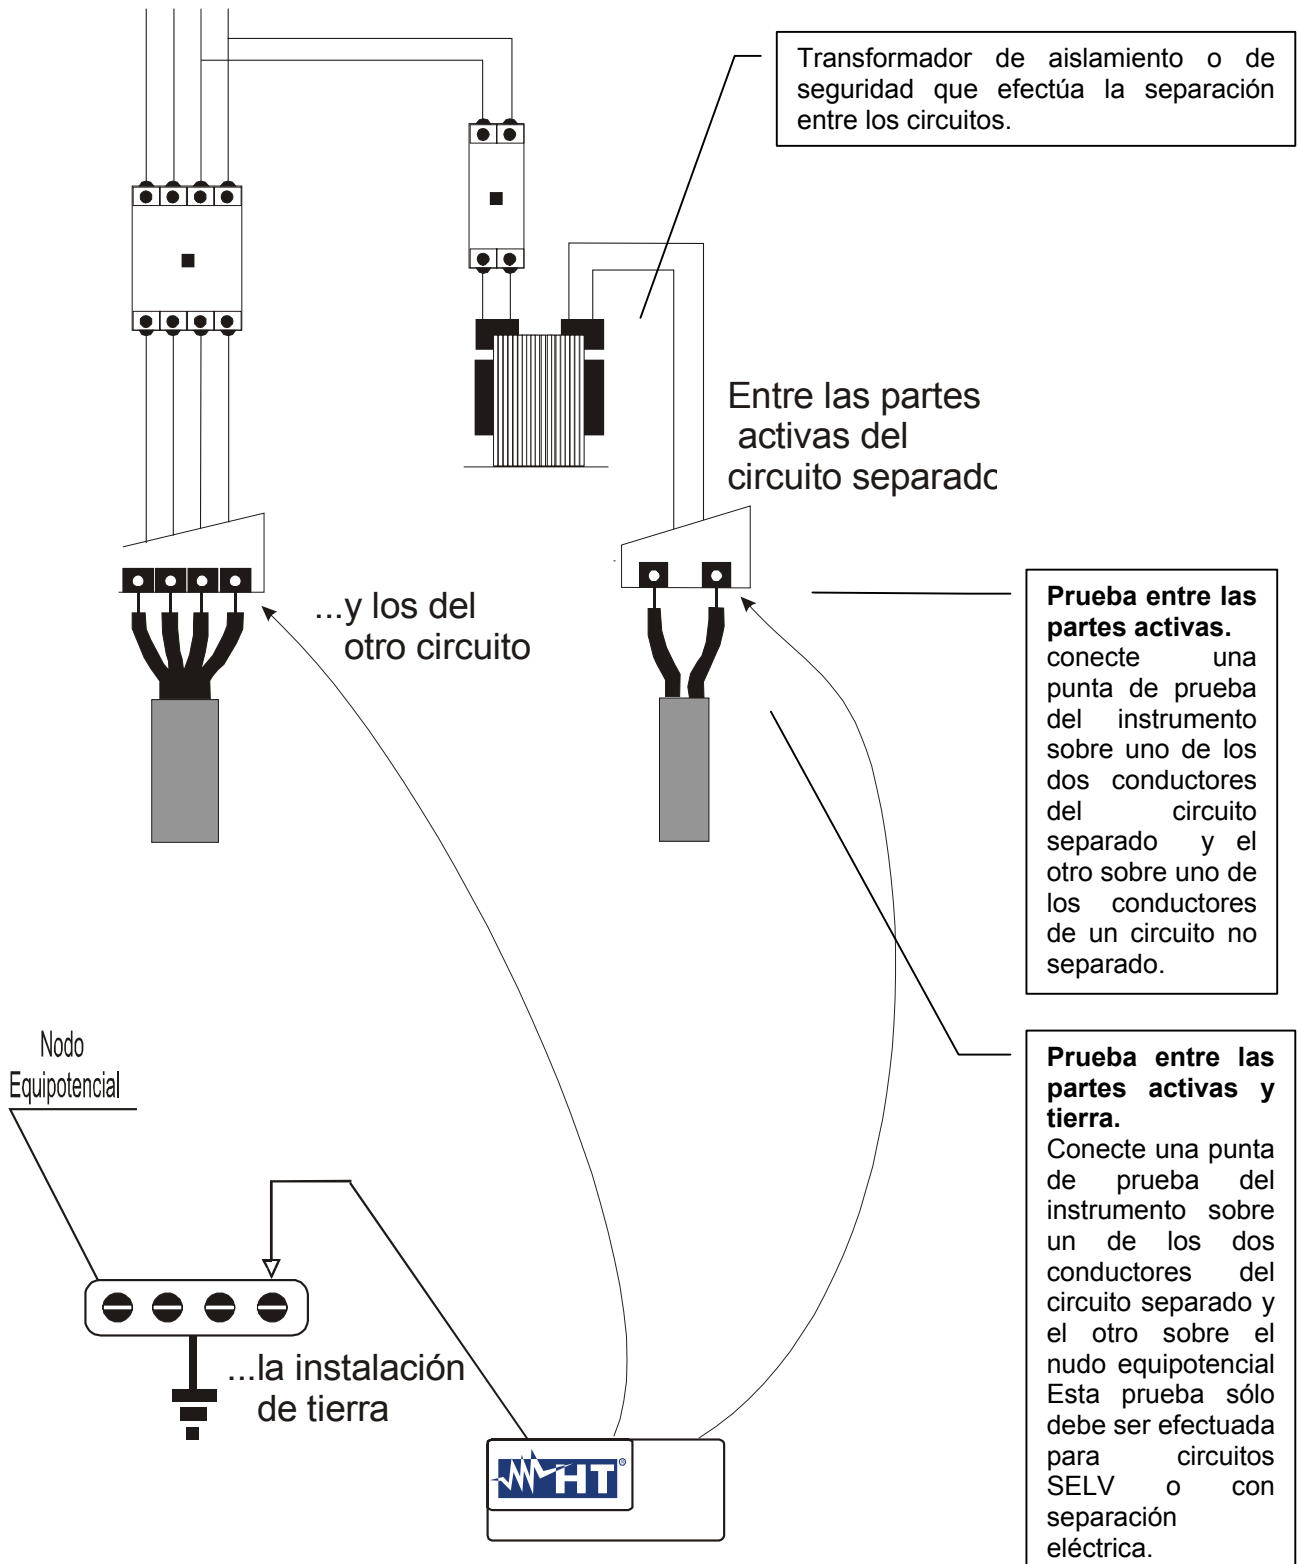 Transformador de aislamiento o de
seguridad que efectúa la separación
entre los circuitos.
Entre las partes
activas del
circuito separado
...y los del
otro circuito
Prueba entre las
partes activas.
conecte una
punta de prueba
del instrumento
sobre uno de los
dos conductores
del circuito
separado y el
otro sobre uno de
los conductores
de un circuito no
separado.
Nodo
Equipotencial
Prueba entre las
partes activas y
tierra.
Conecte una punta
de prueba del
instrumento sobre
un de los dos
conductores del
circuito separado y
el otro sobre el
nudo equipotencial
Esta prueba sólo
debe ser efectuada
para circuitos
SELV o con
separación
eléctrica.
...la instalación
de tierra
HT®